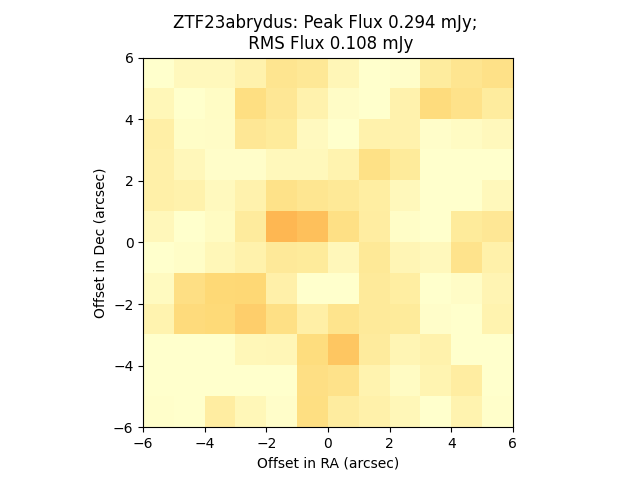 ZTF23abrydus: Peak Flux 0.294 mJy;
RMS Flux 0.108 mJy
6
4
2
0
−2
−4
−6
Offset in Dec (arcsec)
−6 −4 −2 0 2 4 6
Offset in RA (arcsec)